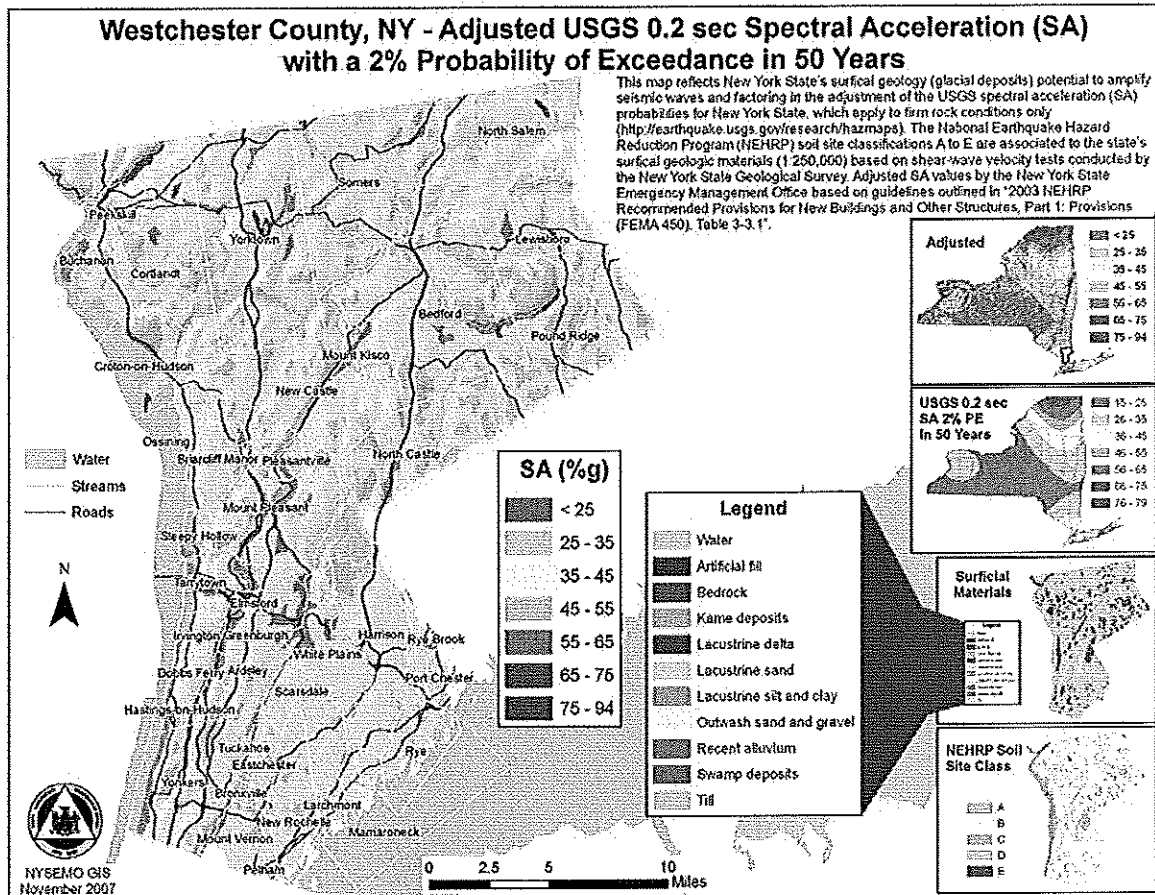 Westchester County, NY - Adjusted USGS 0.2 sec Spectral Acceleration (SA)
with a 2% Probability of Exceedance in 50 Years
This map reflects New York State's surfical geology (glacial deposits) potential to amplify
seismic waves and factoring in the adjustment of the USGS spectral acceleration (SA)
probabilities for New York State, which apply to firm rock conditions only
(http://earthquake.usgs.gov/research/hazmaps). The National Earthquake Hazard
Reduction Program (NEHRP) soil site classifications A to E are associated to the state's
surfical geologic materials (1:250,000) based on shear-wave velocity tests conducted by
the New York State Geological Survey. Adjusted SA values by the New York State
Emergency Management Office based on guidelines outlined in "2003 NEHRP
Recommended Provisions for New Buildings and Other Structures, Part 1: Provisions
(FEMA 450). Table 3-3.1".
North Salem
Somers
Peekskill
Yorktown
Lewisboro
Buchanan
Cortlandt
Bedford
Pound Ridge
Mount Kisco
Croton-on-Hudson
New Castle
Ossining
Briarcliff Manor
Pleasantville
North Castle
Mount Pleasant
Sleepy Hollow
Tarrytown
Elmsford
Irvington
Greenburgh
Harrison
Rye Brook
White Plains
Dobbs Ferry
Ardsley
Port Chester
Scarsdale
Hastings-on-Hudson
Tuckahoe
Rye
Eastchester
Yonkers
Bronxville
Larchmont
New Rochelle
Mamaroneck
Mount Vernon
Pelham
Water
Streams
Roads
N
NYSEMO GIS
November 2007
SA (%g)
< 25
25 - 35
35 - 45
45 - 55
55 - 65
65 - 75
75 - 94
Legend
Water
Artificial fill
Bedrock
Kame deposits
Lacustrine delta
Lacustrine sand
Lacustrine silt and clay
Outwash sand and gravel
Recent alluvium
Swamp deposits
Till
0 2.5 5 10
Miles
Adjusted
< 25
25 - 35
35 - 45
45 - 55
55 - 65
65 - 75
75 - 94
USGS 0.2 sec
SA 2% PE
In 50 Years
15 - 25
26 - 35
36 - 45
46 - 55
56 - 65
66 - 75
76 - 79
Surficial
Materials
Legend
NEHRP Soil
Site Class
A
B
C
D
E